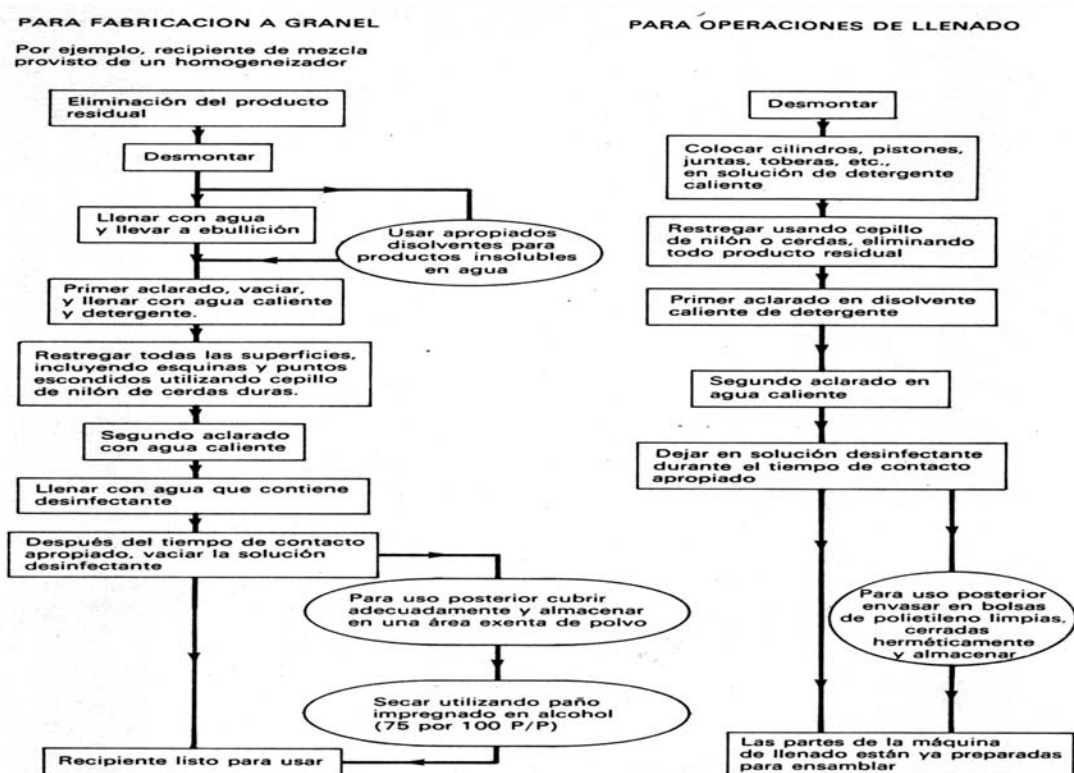 PARA FABRICACION A GRANEL
Por ejemplo, recipiente de mezcla
provisto de un homogeneizador
Eliminación del producto
residual
Desmontar
Llenar con agua
y llevar a ebullición
Usar apropiados
disolventes para
productos insolubles
en agua
Primer aclarado, vaciar,
y llenar con agua caliente
y detergente.
Restregar todas las superficies,
incluyendo esquinas y puntos
escondidos utilizando cepillo
de nilón de cerdas duras.
Segundo aclarado
con agua caliente
Llenar con agua que contiene
desinfectante
Después del tiempo de contacto
apropiado, vaciar la solución
desinfectante
Para uso posterior cubrir
adecuadamente y almacenar
en una área exenta de polvo
Secar utilizando paño
impregnado en alcohol
(75 por 100 P/P)
Recipiente listo para usar
PARA OPERACIONES DE LLENADO
Desmontar
Colocar cilindros, pistones,
juntas, toberas, etc.,
en solución de detergente
caliente
Restregar usando cepillo
de nilón o cerdas, eliminando
todo producto residual
Primer aclarado en disolvente
caliente de detergente
Segundo aclarado en
agua caliente
Dejar en solución desinfectante
durante el tiempo de contacto
apropiado
Para uso posterior
envasar en bolsas
de polietileno limpias,
cerradas
herméticamente
y almacenar
Las partes de la máquina
de llenado están ya preparadas
para ensamblar